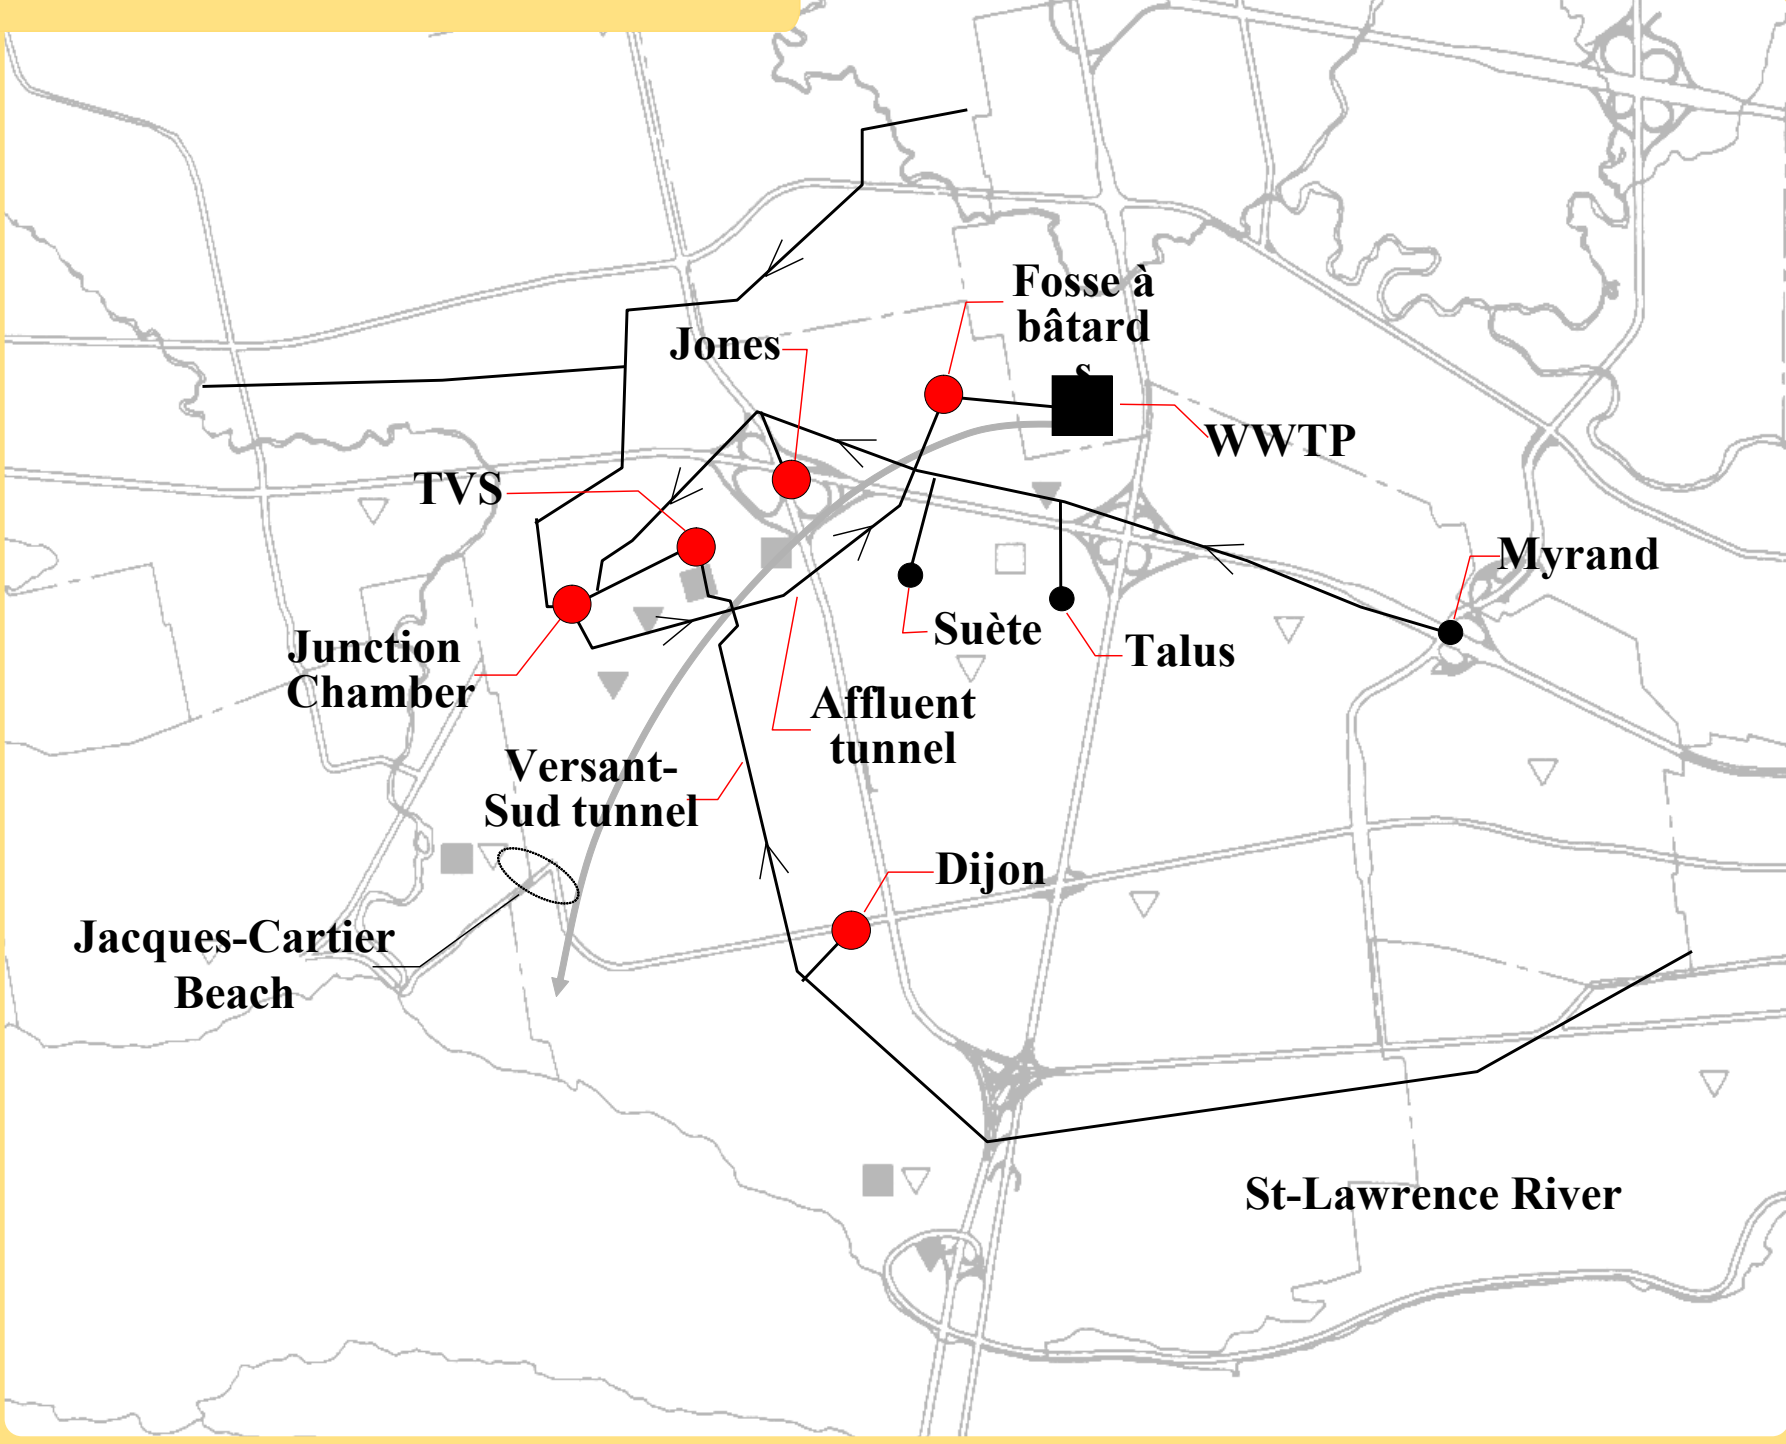 Fosse à
bâtard
s
Jones
WWTP
TVS
Myrand
Suète
Junction
Chamber
Talus
Affluent
tunnel
Versant-
Sud tunnel
Dijon
Jacques-Cartier
Beach
St-Lawrence River